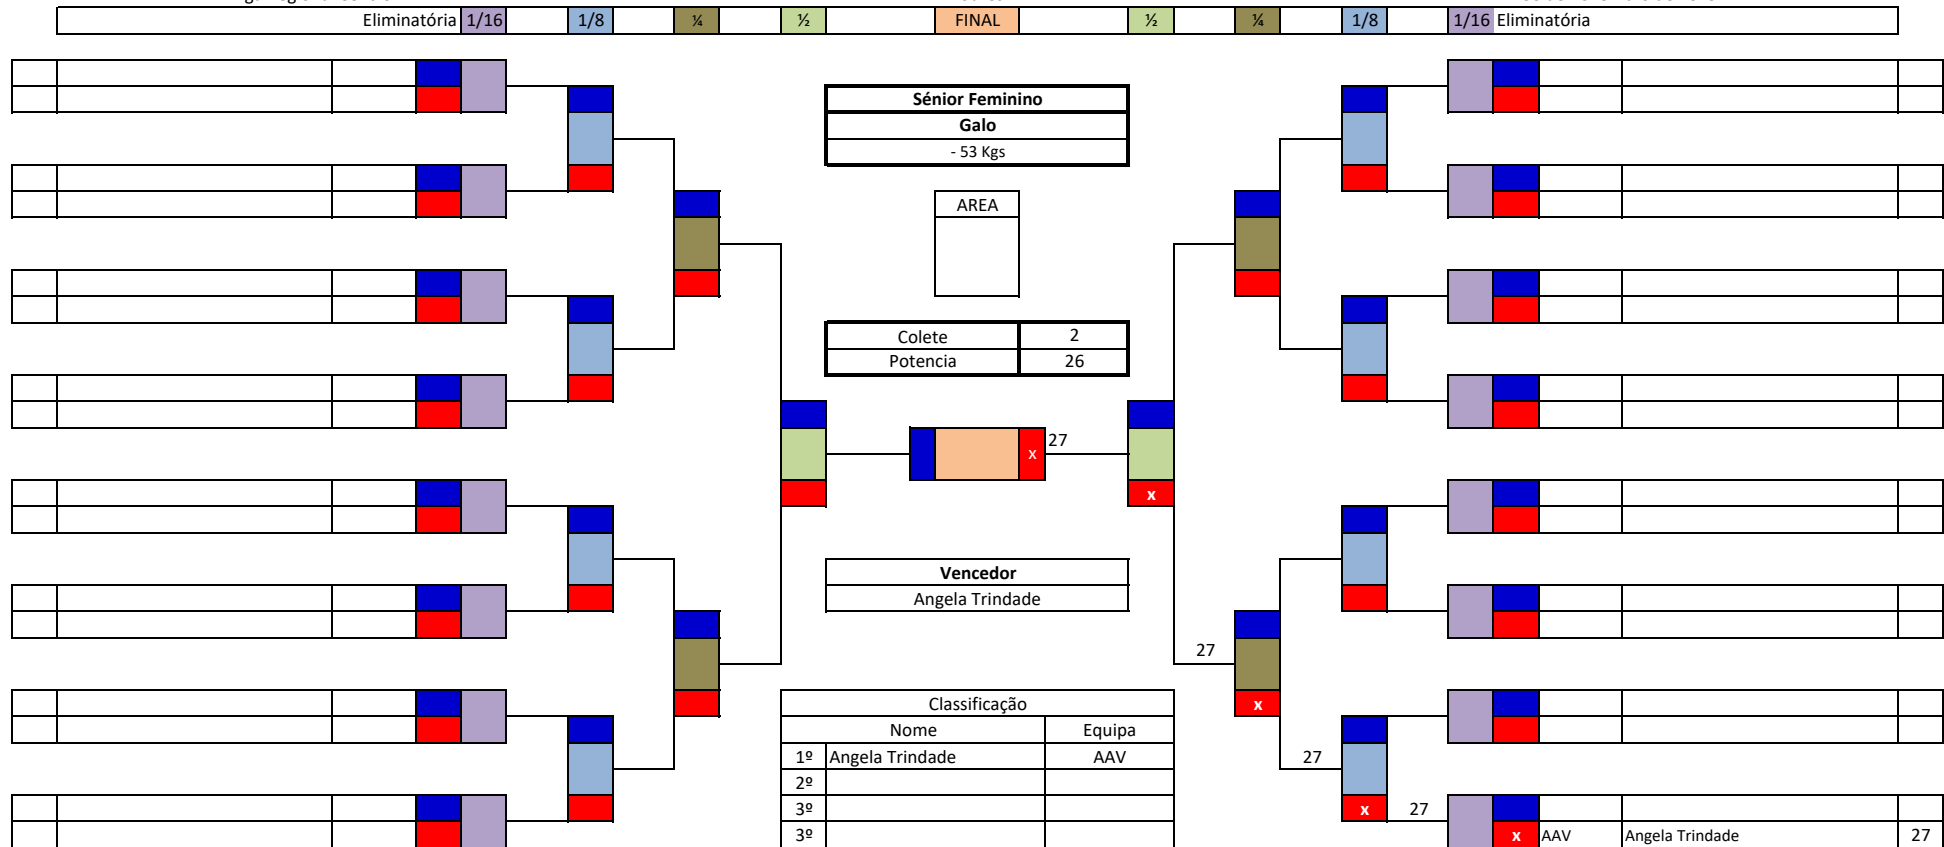 Eliminatória 1/16 1/8 ¼ ½ FINAL ½ ¼ 1/8 1/16 Eliminatória
Sénior Feminino
Galo
- 53 Kgs
AREA
Colete 2
Potencia 26
27
x
x
Vencedor
Angela Trindade
27
x
Classificação
Nome Equipa
1º Angela Trindade AAV 27
2º
3º x 27
3º x AAV Angela Trindade 27